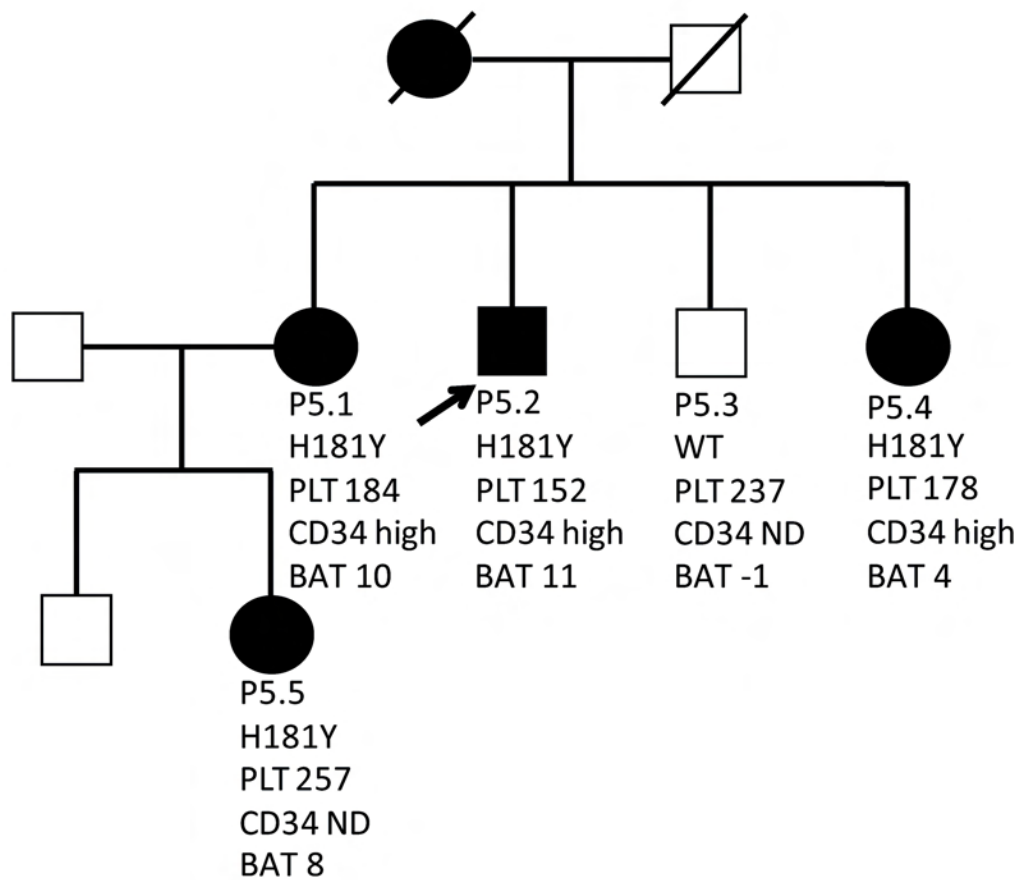 P5.1
H181Y
PLT 184
CD34 high
BAT 10
P5.2
H181Y
PLT 152
CD34 high
BAT 11
P5.3
WT
PLT 237
CD34 ND
BAT -1
P5.4
H181Y
PLT 178
CD34 high
BAT 4
P5.5
H181Y
PLT 257
CD34 ND
BAT 8